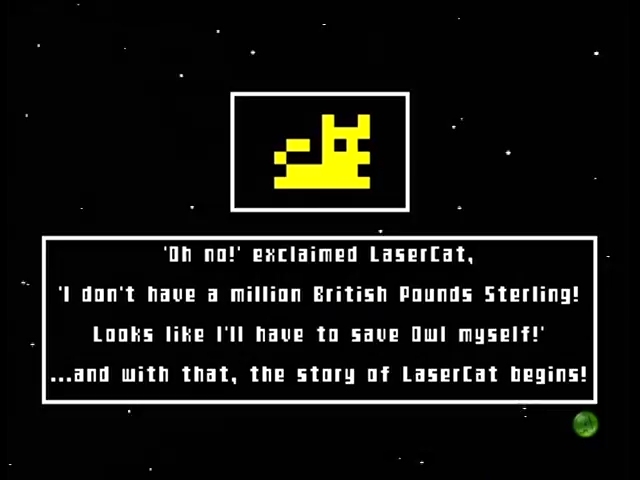 'Oh no!' exclaimed LaserCat,
'I don't have a million British Pounds Sterling!
Looks like I'll have to save Owl myself!'
...and with that, the story of LaserCat begins!
A